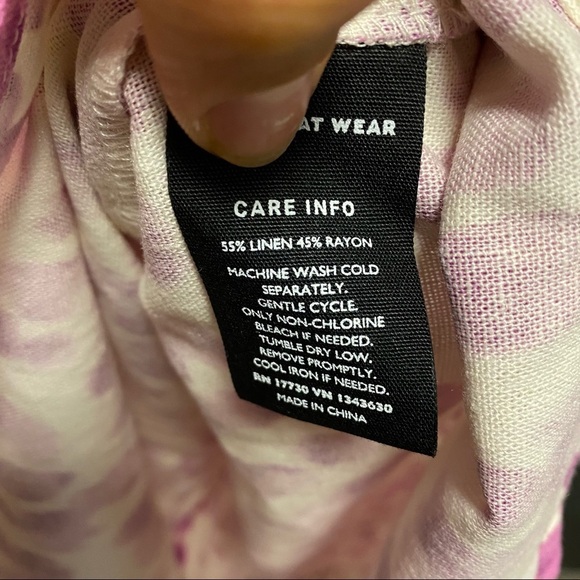 AT WEAR
CARE INFO
55% LINEN 45% RAYON
MACHINE WASH COLD
SEPARATELY.
GENTLE CYCLE.
ONLY NON-CHLORINE
BLEACH IF NEEDED.
TUMBLE DRY LOW,
REMOVE PROMPTLY.
COOL IRON IF NEEDED.
RN 17730 VN 1343630
MADE IN CHINA